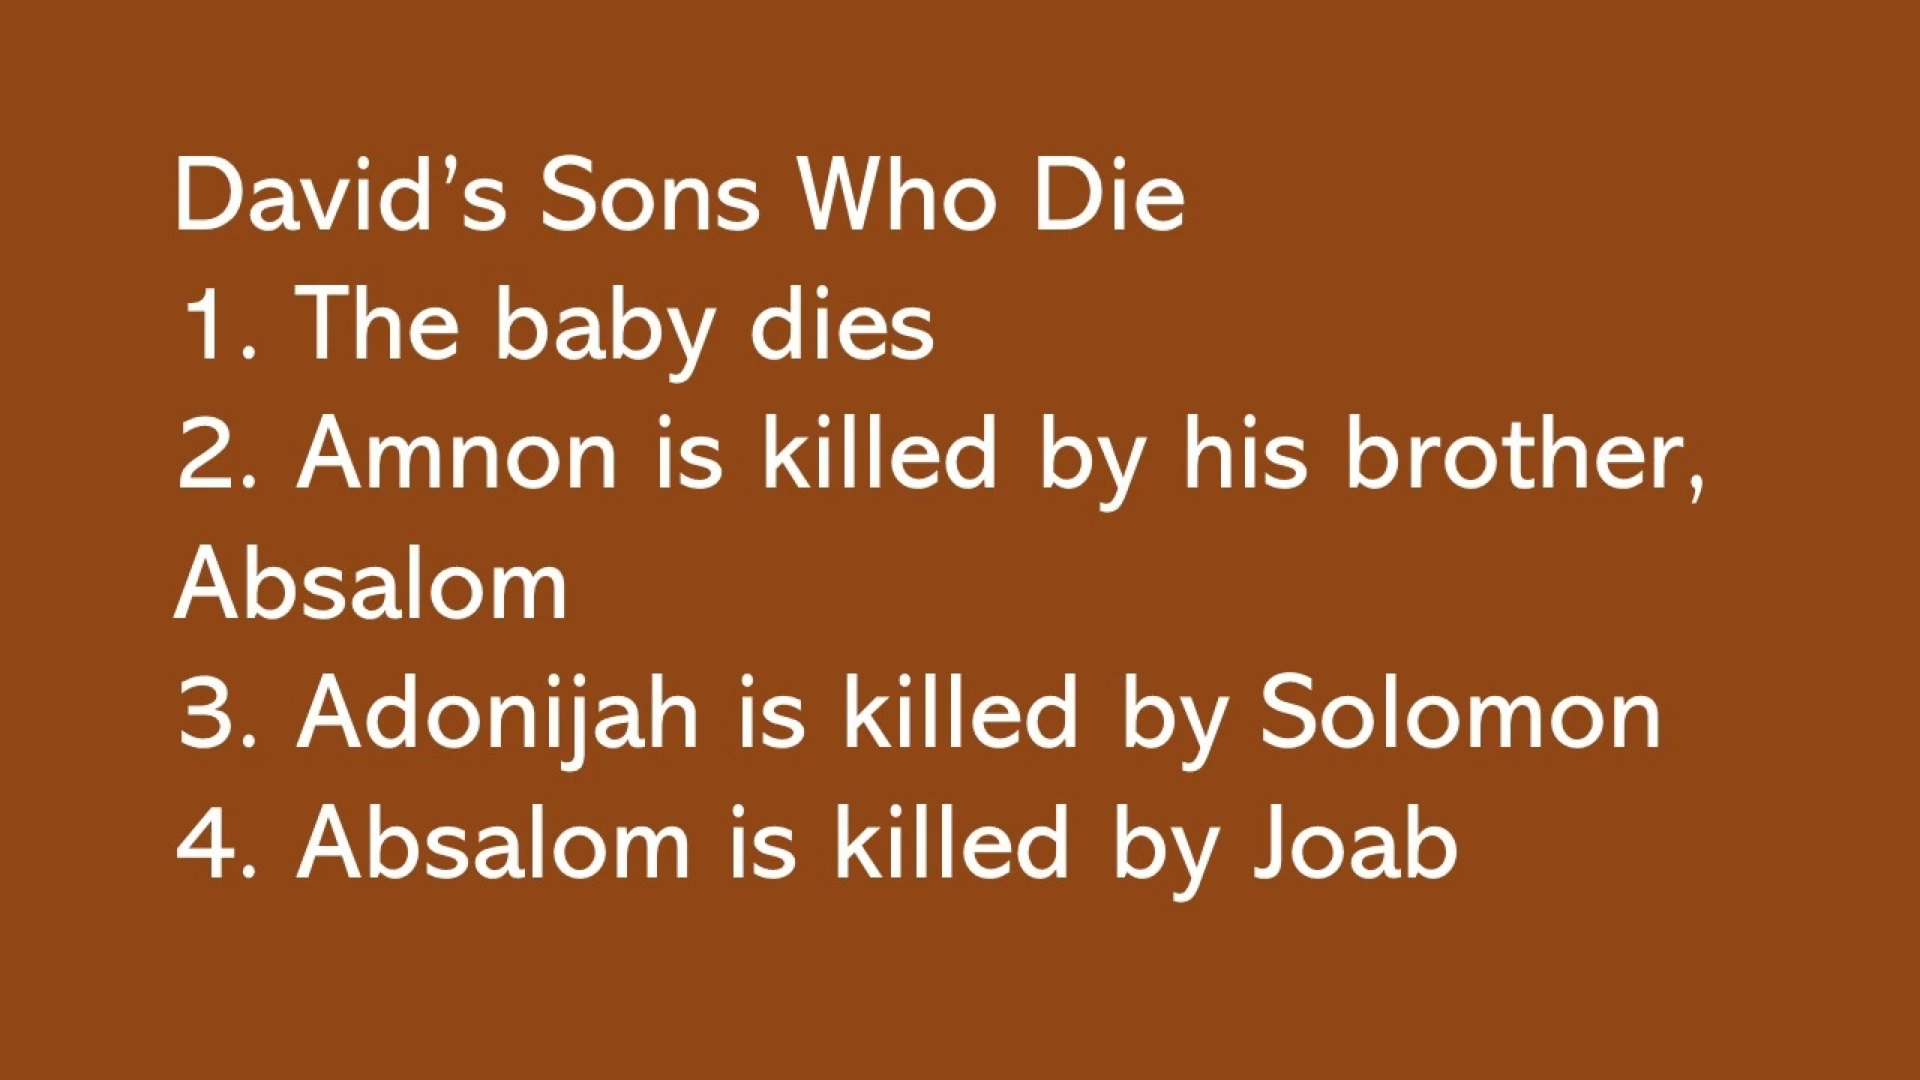 David’s Sons Who Die
1. The baby dies
2. Amnon is killed by his brother,
Absalom
3. Adonijah is killed by Solomon
4. Absalom is killed by Joab